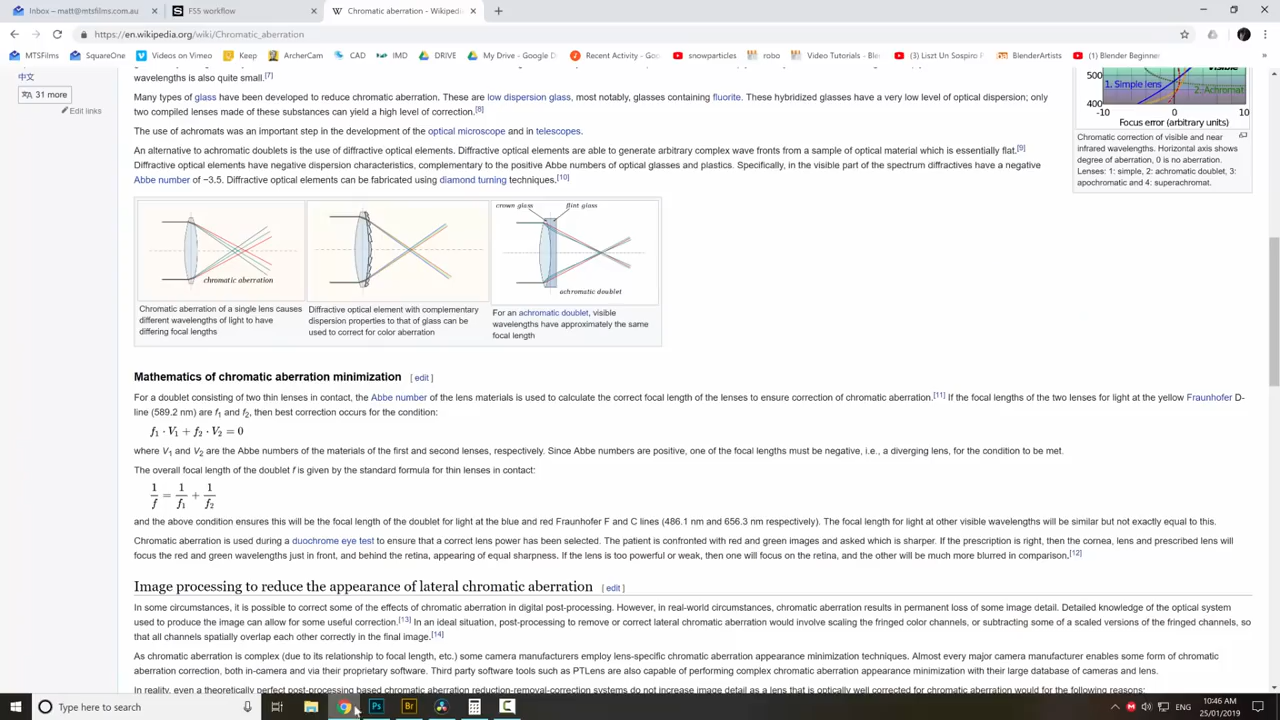 Inbox – matt@mtsfilms.com.au
FS5 workflow
Chromatic aberration - Wikipedia
https://en.wikipedia.org/wiki/Chromatic_aberration
MTSFilms
SquareOne
Videos on Vimeo
Keep
ArcherCam
CAD
IMD
DRIVE
My Drive - Google D
Recent Activity - Goo
snowparticles
robo
Video Tutorials - Ble
(3) Liszt Un Sospiro
BlenderArtists
(1) Blender Beginner
中文
31 more
Edit links
wavelengths is also quite small.[7]
Many types of glass have been developed to reduce chromatic aberration. These are low dispersion glass, most notably, glasses containing fluorite. These hybridized glasses have a very low level of optical dispersion; only
two compiled lenses made of these substances can yield a high level of correction.[8]
The use of achromats was an important step in the development of the optical microscope and in telescopes.
An alternative to achromatic doublets is the use of diffractive optical elements. Diffractive optical elements are able to generate arbitrary complex wave fronts from a sample of optical material which is essentially flat.[9]
Diffractive optical elements have negative dispersion characteristics, complementary to the positive Abbe numbers of optical glasses and plastics. Specifically, in the visible part of the spectrum diffractives have a negative
Abbe number of −3.5. Diffractive optical elements can be fabricated using diamond turning techniques.[10]
Visible
500
1. Simple lens
2. Achromat
400
-10 0 10
Focus error (arbitrary units)
Chromatic correction of visible and near
infrared wavelengths. Horizontal axis shows
degree of aberration, 0 is no aberration.
Lenses: 1: simple, 2: achromatic doublet, 3:
apochromatic and 4: superachromat.
chromatic aberration
crown glass
flint glass
achromatic doublet
Chromatic aberration of a single lens causes
different wavelengths of light to have
differing focal lengths
Diffractive optical element with complementary
dispersion properties to that of glass can be
used to correct for color aberration
For an achromatic doublet, visible
wavelengths have approximately the same
focal length
Mathematics of chromatic aberration minimization [ edit ]
For a doublet consisting of two thin lenses in contact, the Abbe number of the lens materials is used to calculate the correct focal length of the lenses to ensure correction of chromatic aberration.[11] If the focal lengths of the two lenses for light at the yellow Fraunhofer D-
line (589.2 nm) are f1 and f2, then best correction occurs for the condition:
f1 · V1 + f2 · V2 = 0
where V1 and V2 are the Abbe numbers of the materials of the first and second lenses, respectively. Since Abbe numbers are positive, one of the focal lengths must be negative, i.e., a diverging lens, for the condition to be met.
The overall focal length of the doublet f is given by the standard formula for thin lenses in contact:
1/f = 1/f1 + 1/f2
and the above condition ensures this will be the focal length of the doublet for light at the blue and red Fraunhofer F and C lines (486.1 nm and 656.3 nm respectively). The focal length for light at other visible wavelengths will be similar but not exactly equal to this.
Chromatic aberration is used during a duochrome eye test to ensure that a correct lens power has been selected. The patient is confronted with red and green images and asked which is sharper. If the prescription is right, then the cornea, lens and prescribed lens will
focus the red and green wavelengths just in front, and behind the retina, appearing of equal sharpness. If the lens is too powerful or weak, then one will focus on the retina, and the other will be much more blurred in comparison.[12]
Image processing to reduce the appearance of lateral chromatic aberration [ edit ]
In some circumstances, it is possible to correct some of the effects of chromatic aberration in digital post-processing. However, in real-world circumstances, chromatic aberration results in permanent loss of some image detail. Detailed knowledge of the optical system
used to produce the image can allow for some useful correction.[13] In an ideal situation, post-processing to remove or correct lateral chromatic aberration would involve scaling the fringed color channels, or subtracting some of a scaled versions of the fringed channels, so
that all channels spatially overlap each other correctly in the final image.[14]
As chromatic aberration is complex (due to its relationship to focal length, etc.) some camera manufacturers employ lens-specific chromatic aberration appearance minimization techniques. Almost every major camera manufacturer enables some form of chromatic
aberration correction, both in-camera and via their proprietary software. Third party software tools such as PTLens are also capable of performing complex chromatic aberration appearance minimization with their large database of cameras and lens.
In reality, even a theoretically perfect post-processing based chromatic aberration reduction-removal-correction systems do not increase image detail as a lens that is optically well corrected for chromatic aberration would for the following reasons:
Type here to search
Ps
Br
ENG
10:46 AM
25/01/2019